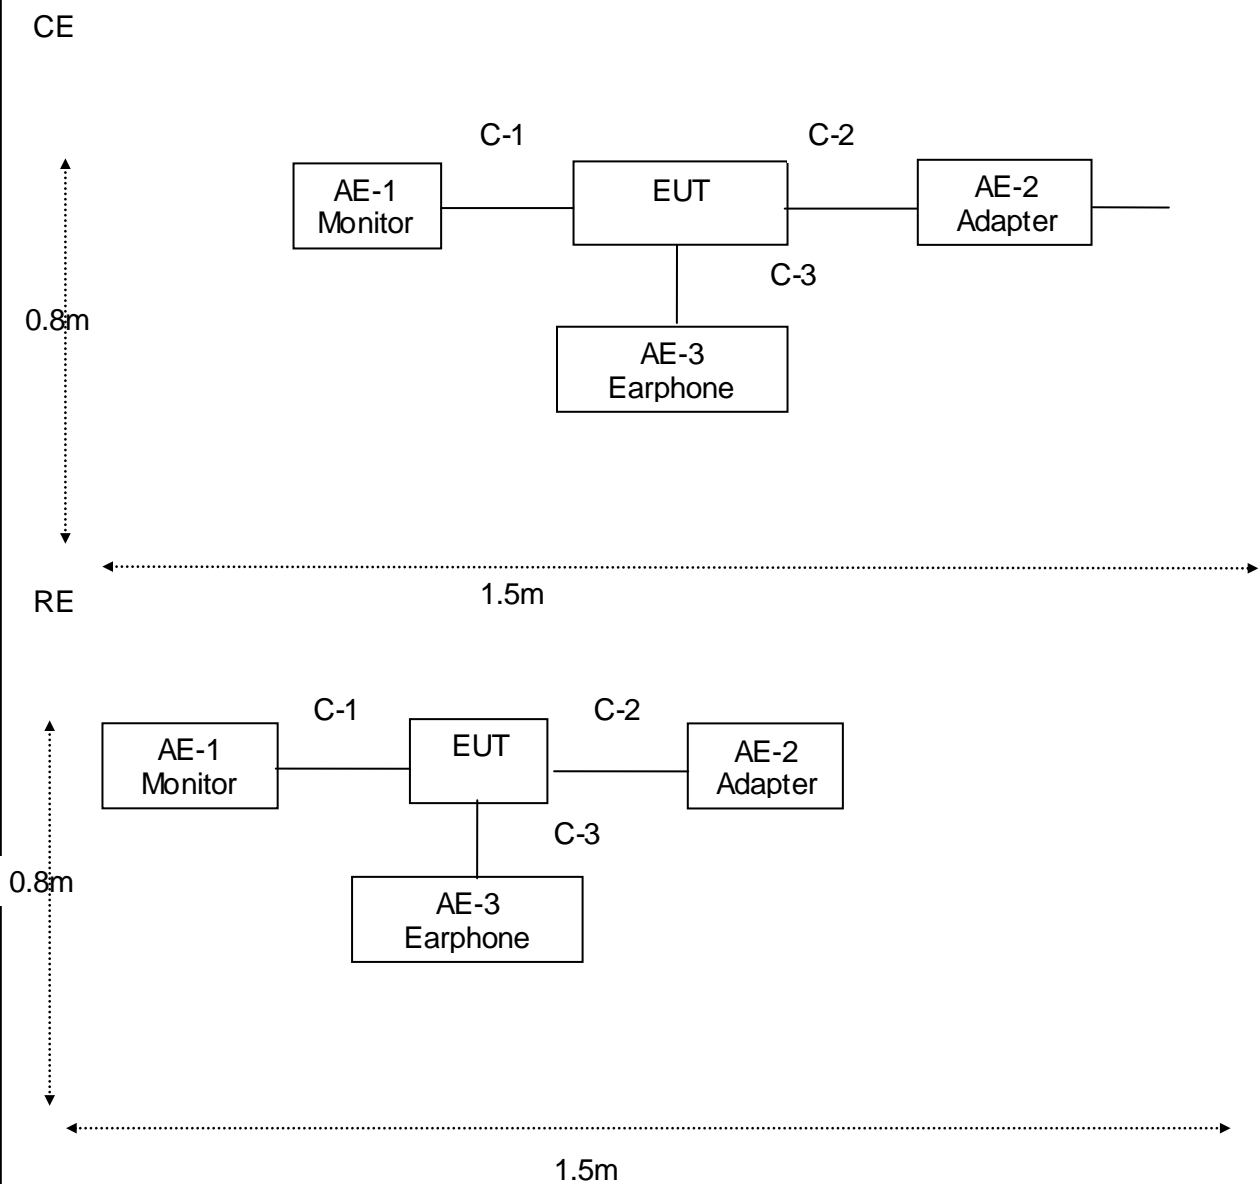 CE
C-1
C-2
AE-1
Monitor
EUT
AE-2
Adapter
C-3
0.8m
AE-3
Earphone
1.5m
RE
C-1
C-2
AE-1
Monitor
EUT
AE-2
Adapter
C-3
0.8m
AE-3
Earphone
1.5m